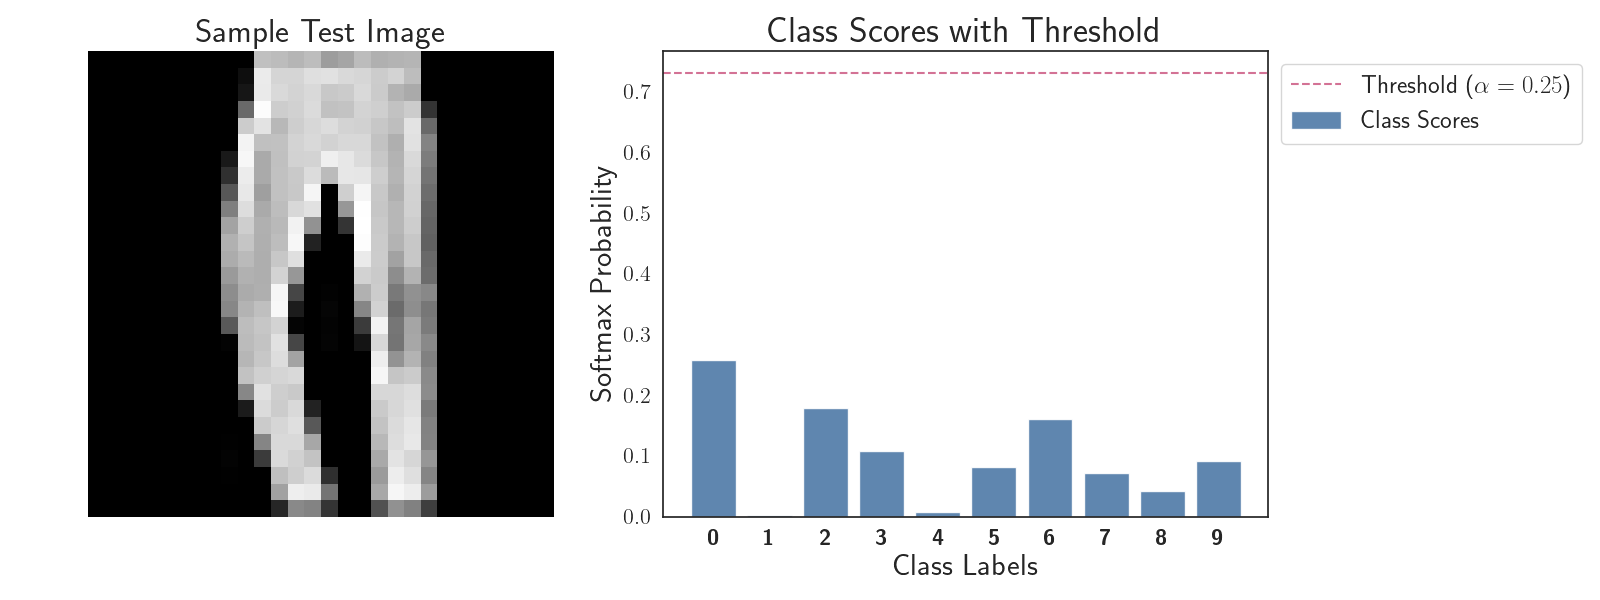 Sample Test Image
Class Scores with Threshold
Threshold (α = 0.25)
Class Scores
Softmax Probability
0.7
0.6
0.5
0.4
0.3
0.2
0.1
0.0
0 1 2 3 4 5 6 7 8 9
Class Labels